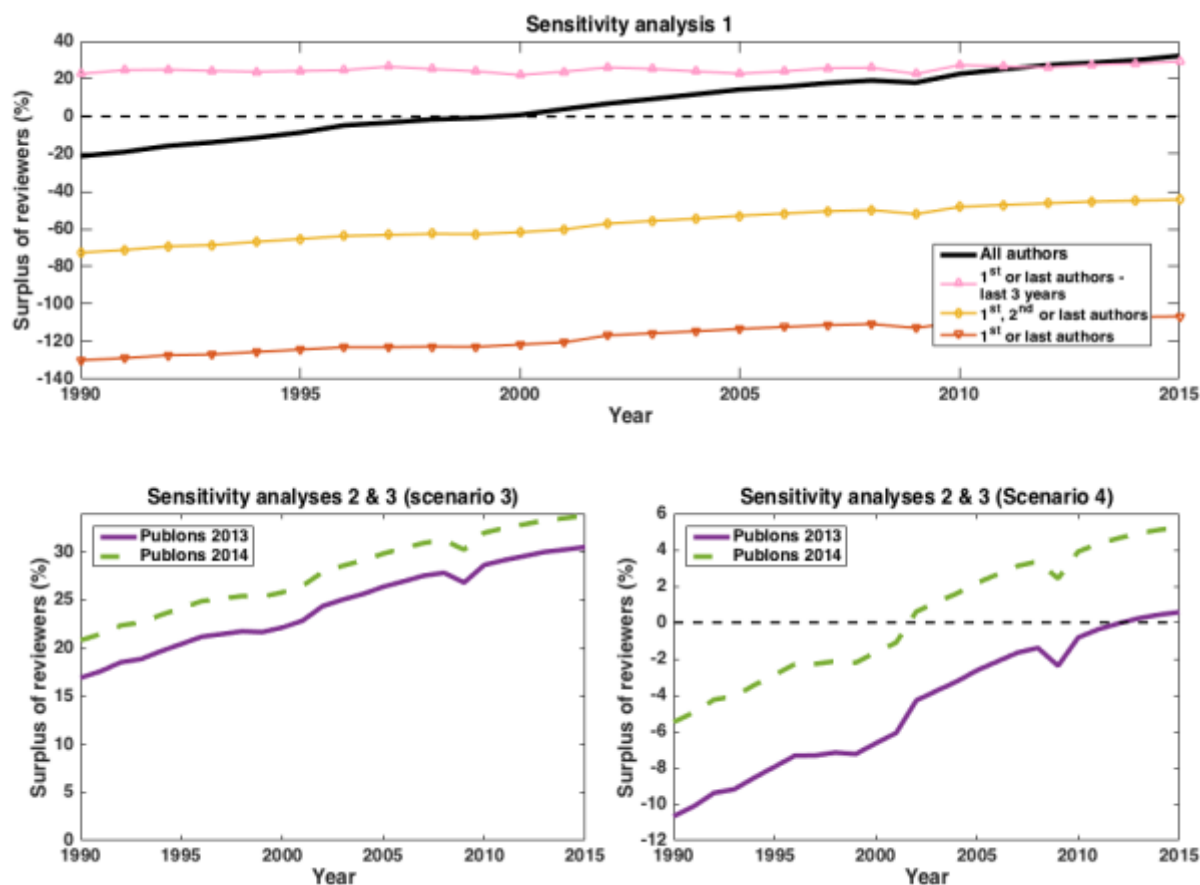 Sensitivity analysis 1
Surplus of reviewers (%)
40
20
0
-20
-40
-60
-80
-100
-120
-140
All authors
1st or last authors -
last 3 years
1st, 2nd or last authors
1st or last authors
1990 1995 2000 2005 2010 2015
Year
Sensitivity analyses 2 & 3 (scenario 3)
Surplus of reviewers (%)
Publons 2013
Publons 2014
30
25
20
15
10
5
0
1990 1995 2000 2005 2010 2015
Year
Sensitivity analyses 2 & 3 (Scenario 4)
Surplus of reviewers (%)
Publons 2013
Publons 2014
6
4
2
0
-2
-4
-6
-8
-10
-12
1990 1995 2000 2005 2010 2015
Year